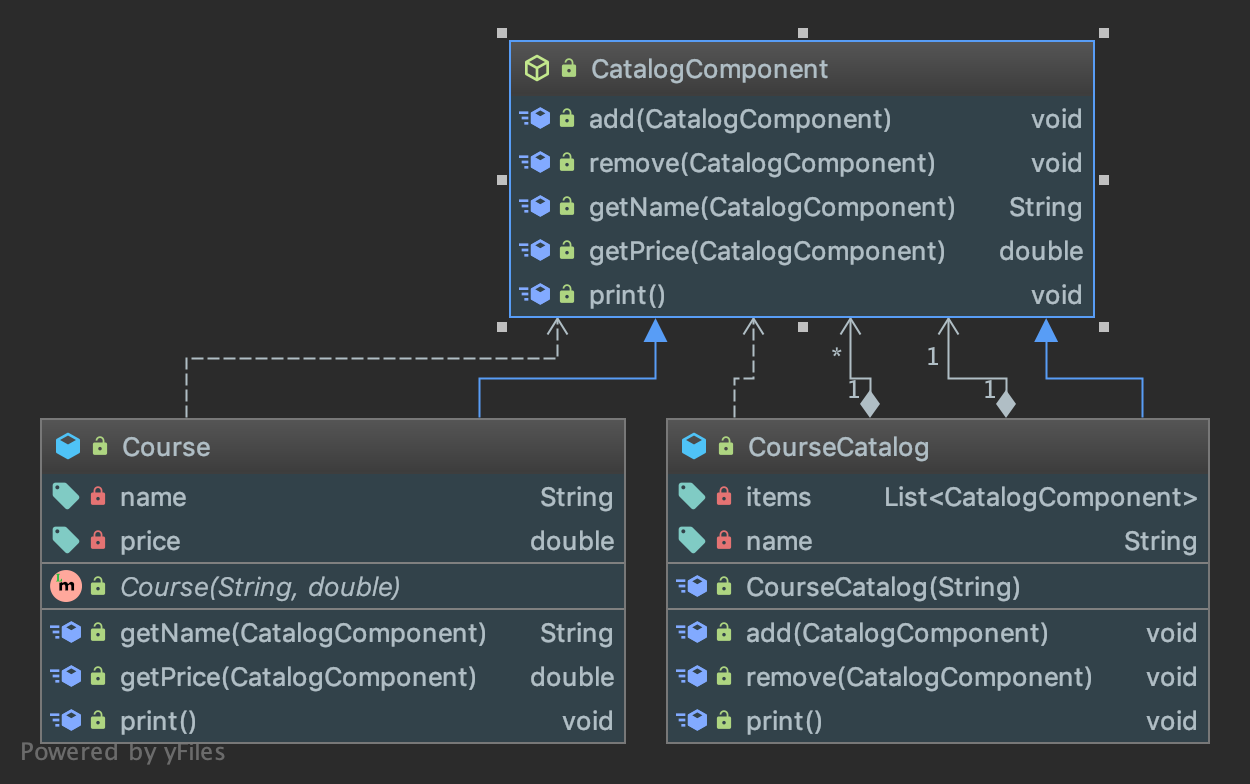 CatalogComponent
add(CatalogComponent) void
remove(CatalogComponent) void
getName(CatalogComponent) String
getPrice(CatalogComponent) double
print() void
* 1
1 1
Course
name String
price double
Course(String, double)
getName(CatalogComponent) String
getPrice(CatalogComponent) double
print() void
CourseCatalog
items List<CatalogComponent>
name String
CourseCatalog(String)
add(CatalogComponent) void
remove(CatalogComponent) void
print() void
Powered by yFiles